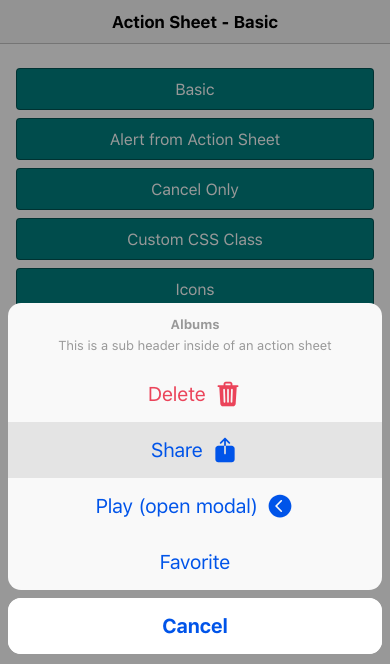 Action Sheet - Basic
Basic
Alert from Action Sheet
Cancel Only
Custom CSS Class
Icons
Albums
This is a sub header inside of an action sheet
Delete
Share
Play (open modal)
Favorite
Cancel